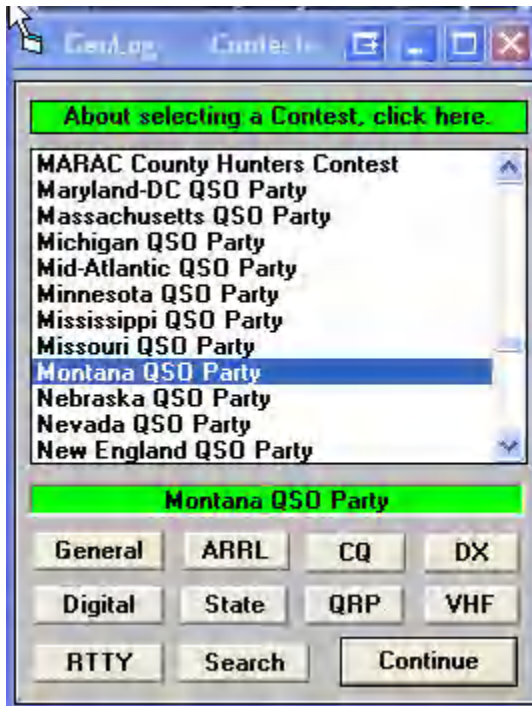 GenLog Contests
About selecting a Contest, click here.
MARAC County Hunters Contest
Maryland-DC QSO Party
Massachusetts QSO Party
Michigan QSO Party
Mid-Atlantic QSO Party
Minnesota QSO Party
Mississippi QSO Party
Missouri QSO Party
Montana QSO Party
Nebraska QSO Party
Nevada QSO Party
New England QSO Party
Montana QSO Party
General ARRL CQ DX
Digital State QRP VHF
RTTY Search Continue